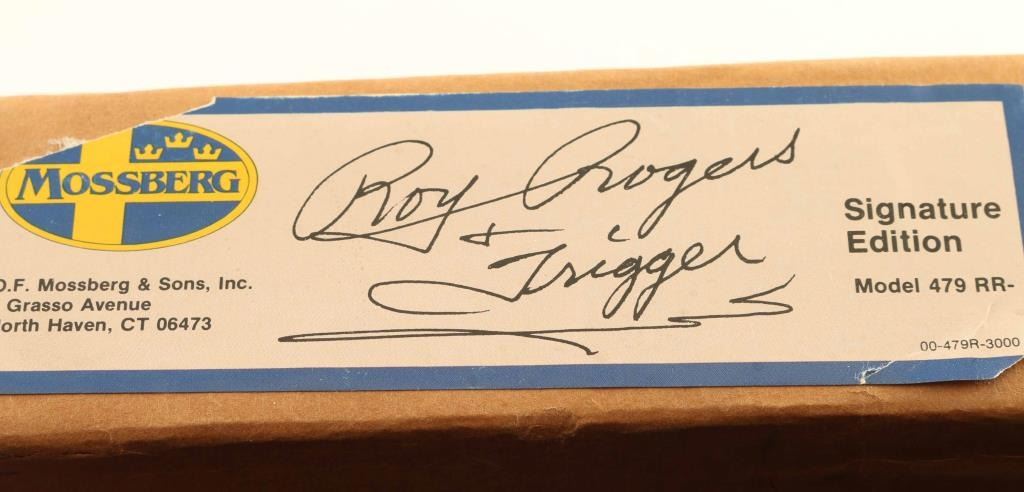 MOSSBERG
O.F. Mossberg & Sons, Inc.
Grasso Avenue
North Haven, CT 06473
Roy Rogers
+ Trigger
Signature
Edition
Model 479 RR-
00-479R-3000